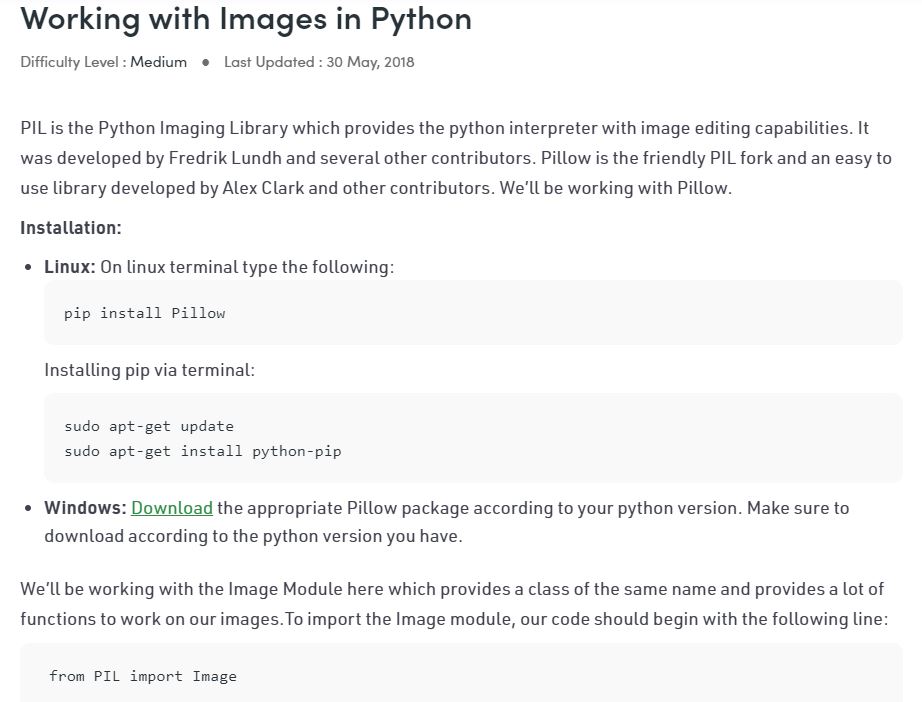 Working with Images in Python
Difficulty Level : Medium ● Last Updated : 30 May, 2018
PIL is the Python Imaging Library which provides the python interpreter with image editing capabilities. It
was developed by Fredrik Lundh and several other contributors. Pillow is the friendly PIL fork and an easy to
use library developed by Alex Clark and other contributors. We’ll be working with Pillow.
Installation:
• Linux: On linux terminal type the following:
pip install Pillow
Installing pip via terminal:
sudo apt-get update
sudo apt-get install python-pip
• Windows: Download the appropriate Pillow package according to your python version. Make sure to
download according to the python version you have.
We’ll be working with the Image Module here which provides a class of the same name and provides a lot of
functions to work on our images.To import the Image module, our code should begin with the following line:
from PIL import Image